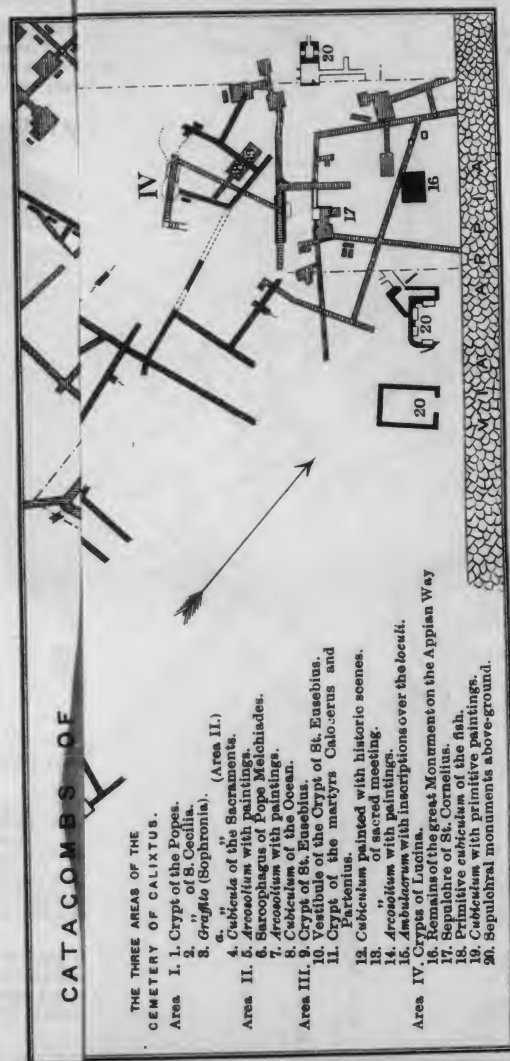 CATACOMBS OF
THE THREE AREAS OF THE
CEMETERY OF CALIXTUS.
Area I. 1. Crypt of the Popes.
2. " of S. Cecilia.
3. Graffito (Sophronia).
a. " " (Area II.)
4. Cubicula of the Sacraments.
Area II. 5. Arcosolium with paintings.
6. Sarcophagus of Pope Melchiades.
7. Arcosolium with paintings.
8. Cubiculum of the Ocean.
Area III. 9. Crypt of St. Eusebius.
10. Vestibule of the Crypt of St. Eusebius.
11. Crypt of the martyrs Calocerus and
Partenius.
12. Cubiculum painted with historic scenes.
13. " of sacred meeting.
14. Arcosolium with paintings.
15. Ambulacrum with inscriptions over the loculi.
Area IV. Crypts of Lucina.
16. Remains of the great Monument on the Appian Way
17. Sepulchre of St. Cornelius.
18. Primitive cubiculum of the fish.
19. Cubiculum with primitive paintings.
20. Sepulchral monuments above-ground.
IV
20
17
16
20
20
VIA APPIA